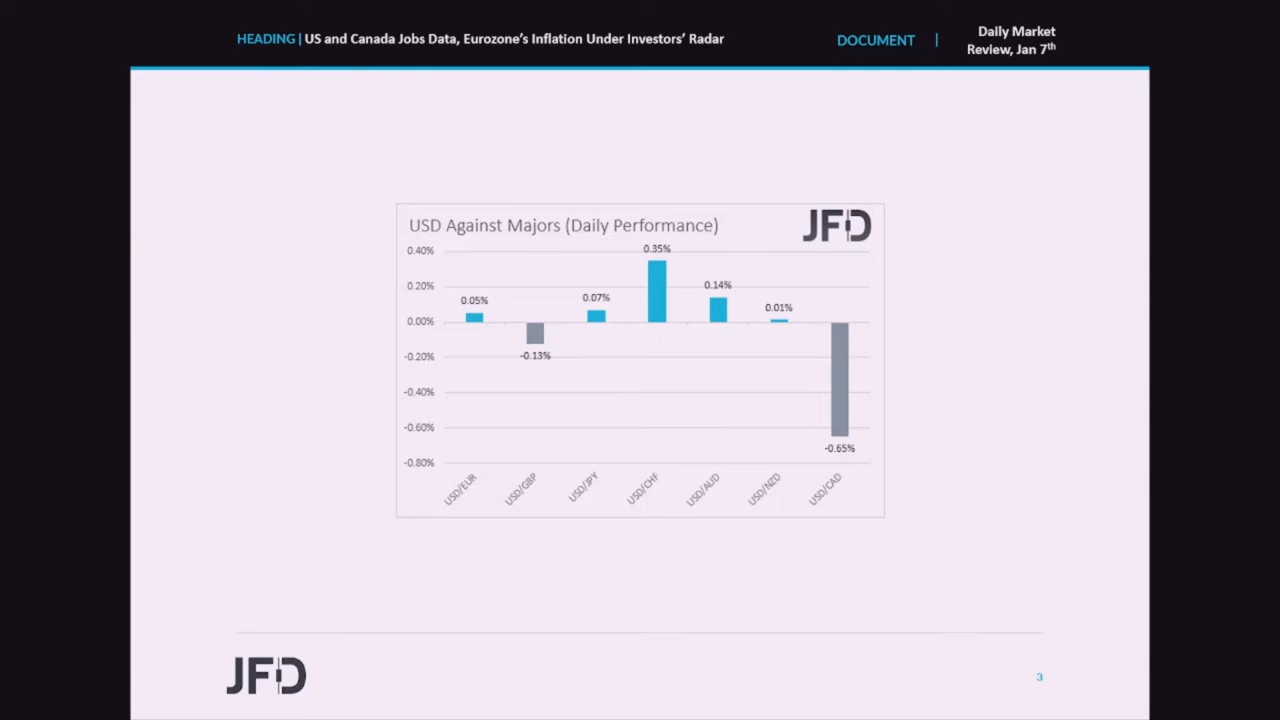 HEADING | US and Canada Jobs Data, Eurozone's Inflation Under Investors' Radar
DOCUMENT |
Daily Market
Review, Jan 7th
USD Against Majors (Daily Performance)
JFD
0.40%
0.20%
0.00%
-0.20%
-0.40%
-0.60%
-0.80%
0.05%
-0.13%
0.07%
0.35%
0.14%
0.01%
-0.65%
USD/EUR
USD/GBP
USD/JPY
USD/CHF
USD/AUD
USD/NZD
USD/CAD
JFD
3